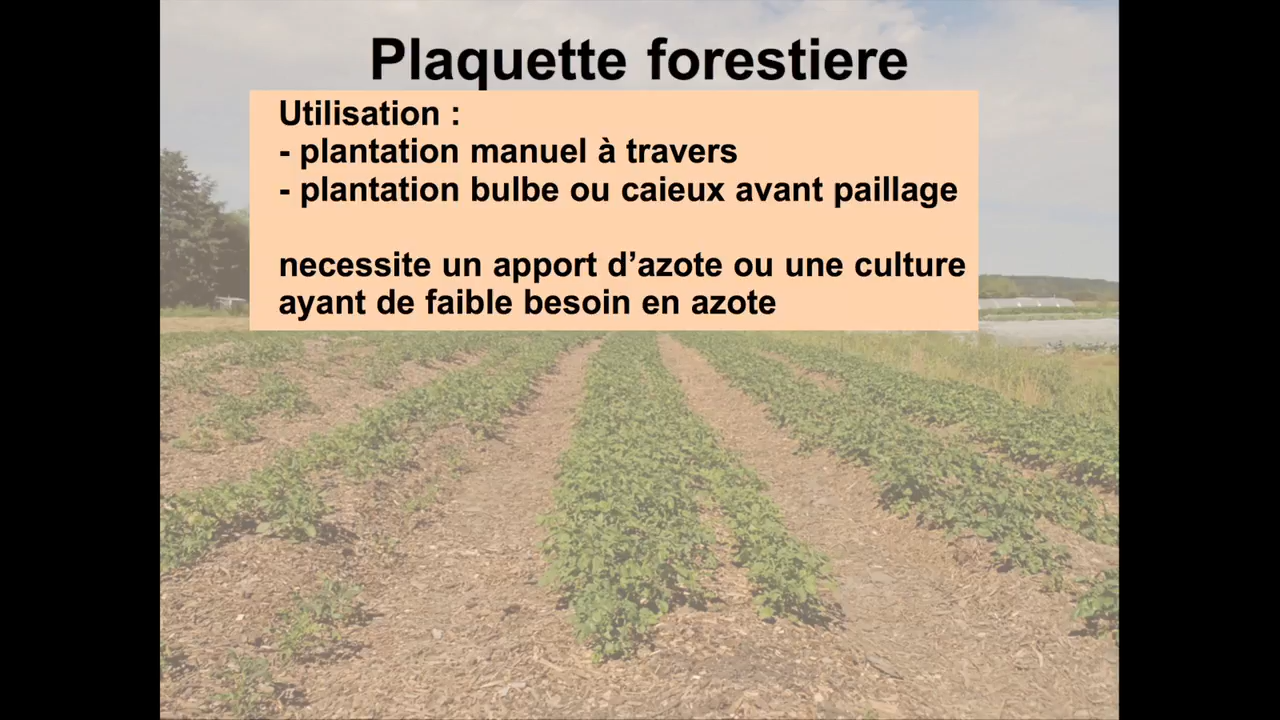 Plaquette forestiere
Utilisation :
- plantation manuel à travers
- plantation bulbe ou caieux avant paillage
necessite un apport d’azote ou une culture
ayant de faible besoin en azote